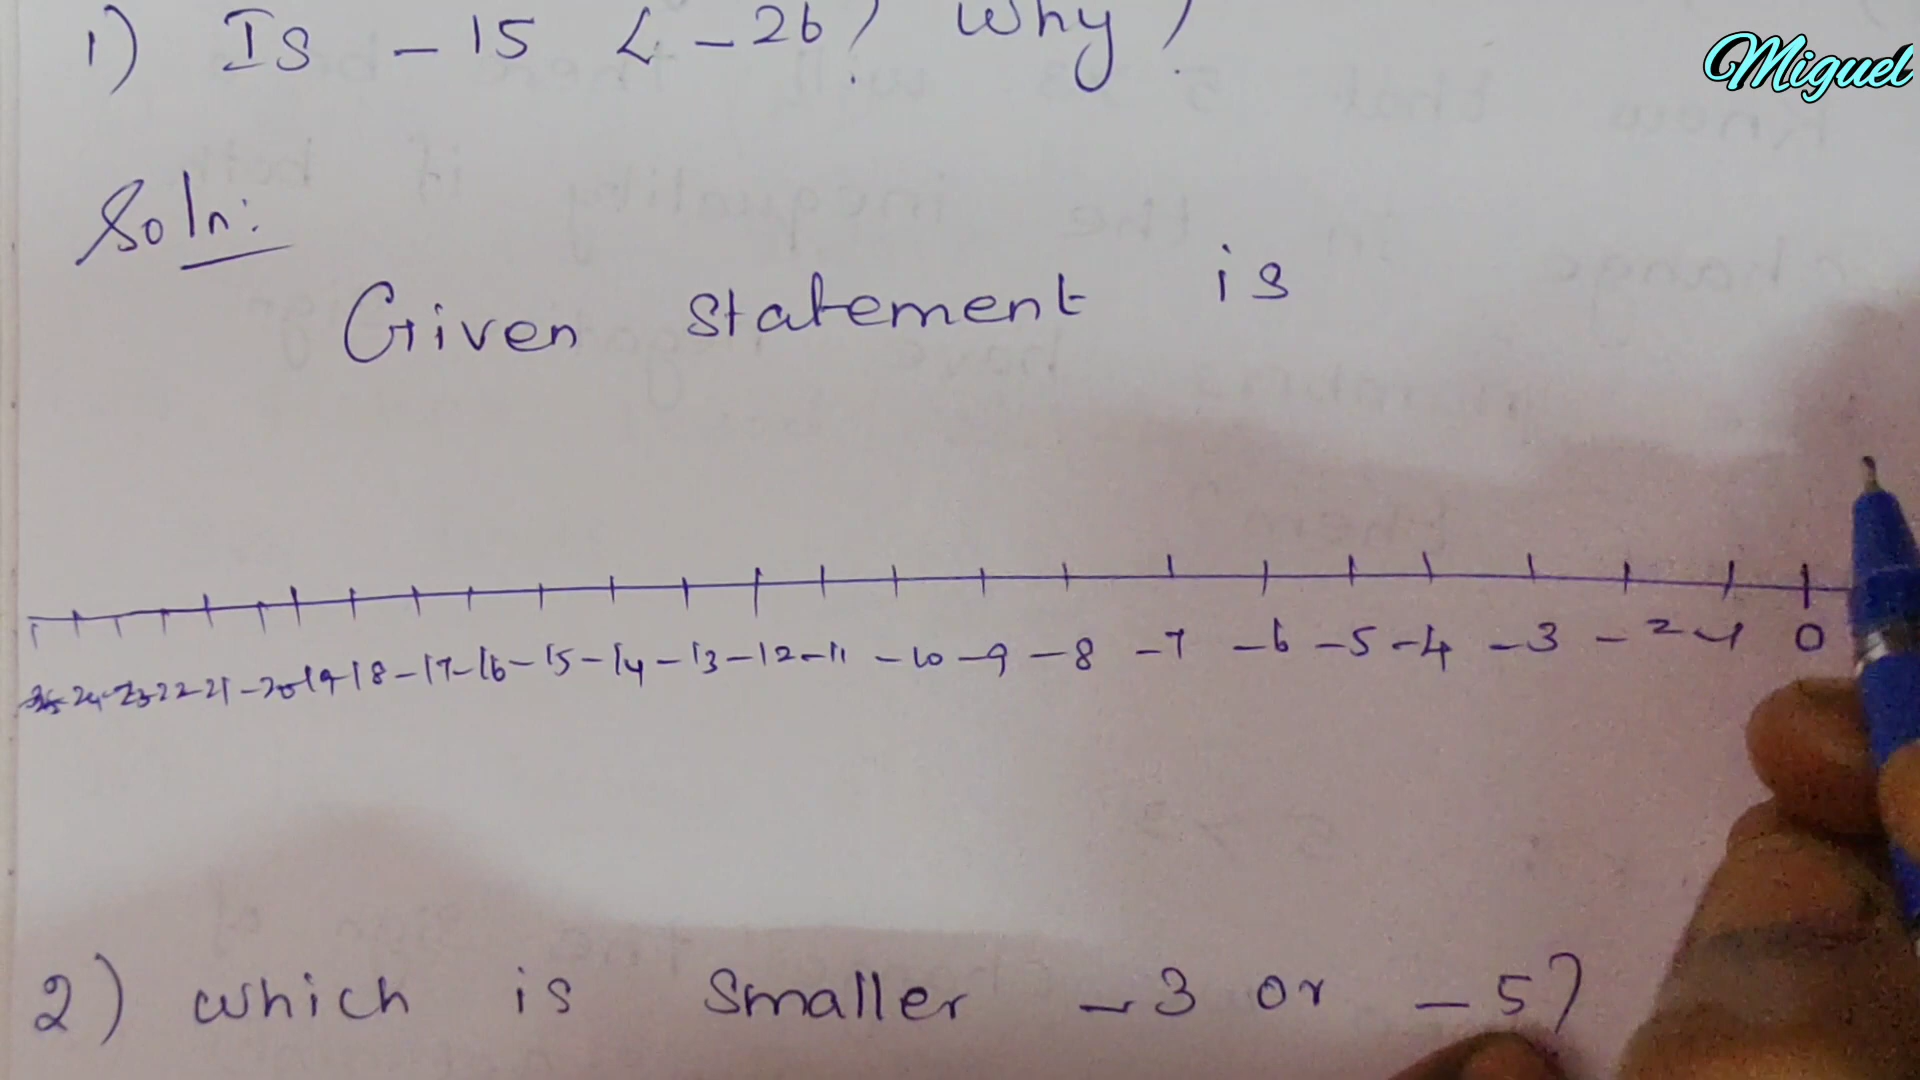 Miguel
1) Is -15 < -26? Why?
Soln:
Given statement is
-25 -24 -23 -22 -21 -20 -19 -18 -17 -16 -15 -14 -13 -12 -11 -10 -9 -8 -7 -6 -5 -4 -3 -2 -1 0
2) which is smaller -3 or -5?